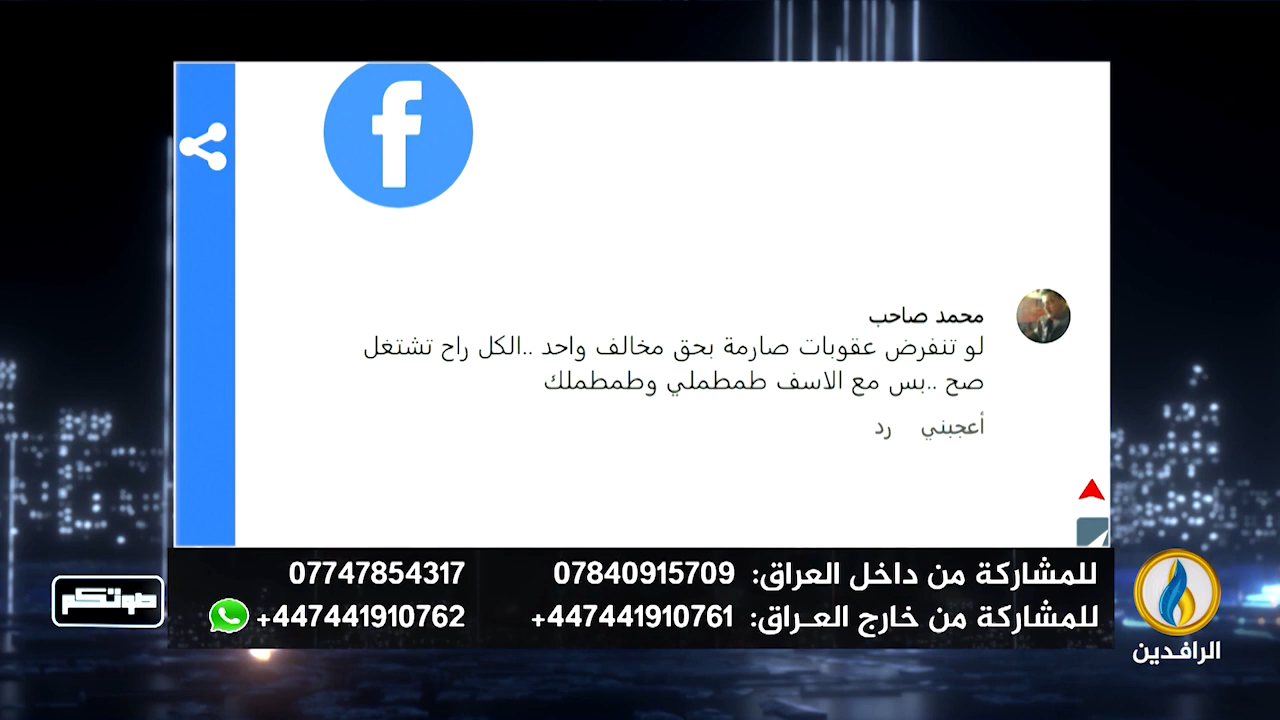 f
محمد صاحب
لو تنفرض عقوبات صارمة بحق مخالف واحد ..الكل راح تشتغل
صح ..بس مع الاسف طمطملي وطمطملك
أعجبني رد
للمشاركة من داخل العراق: 07840915709 07747854317
للمشاركة من خارج العـراق: 447441910761+ 447441910762+
صوتكم
الرافدين